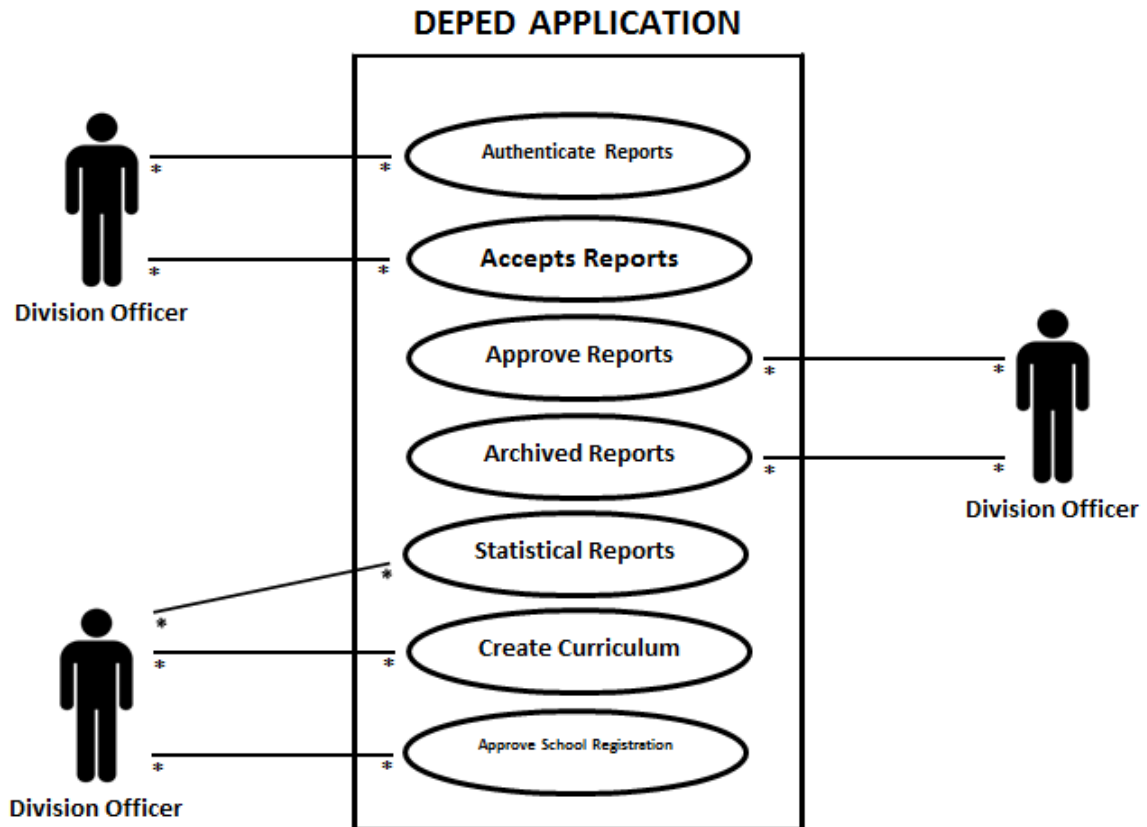 DEPED APPLICATION
Authenticate Reports
*
*
Accepts Reports
*
*
Division Officer
Approve Reports
*
*
Archived Reports
*
*
Division Officer
Statistical Reports
*
*
Create Curriculum
*
*
Approve School Registration
*
*
Division Officer